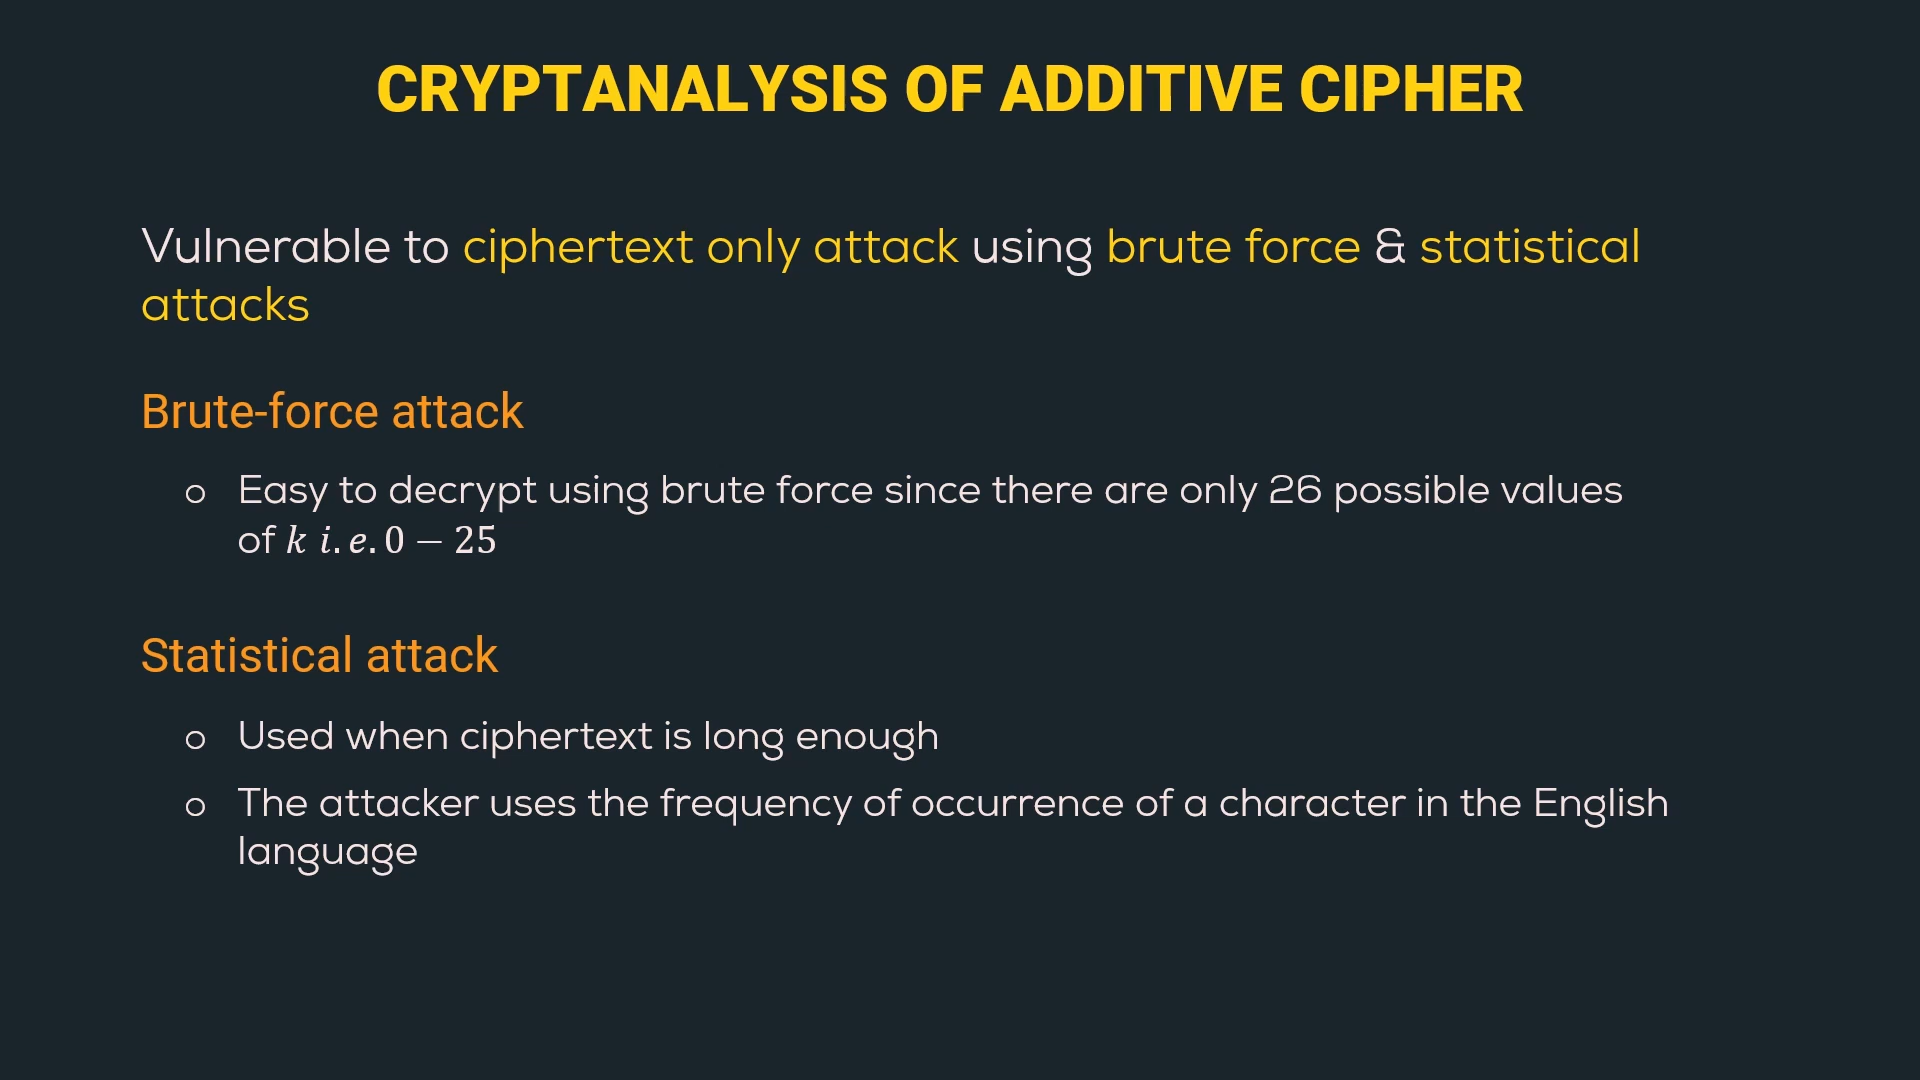 CRYPTANALYSIS OF ADDITIVE CIPHER
Vulnerable to ciphertext only attack using brute force & statistical
attacks
Brute-force attack
o Easy to decrypt using brute force since there are only 26 possible values
of k i.e. 0 – 25
Statistical attack
o Used when ciphertext is long enough
o The attacker uses the frequency of occurrence of a character in the English
language